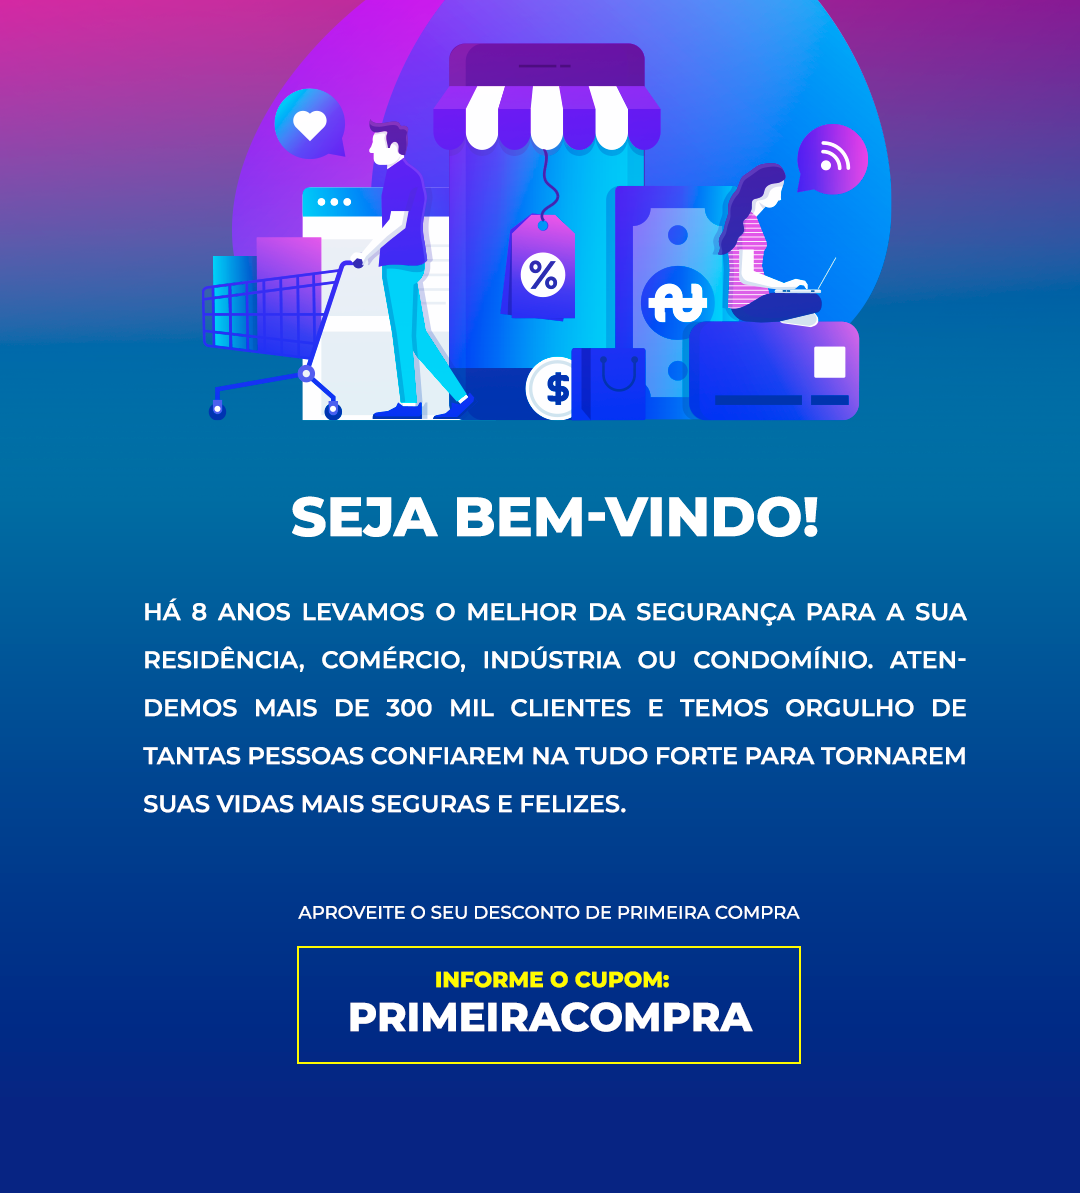 %
$
SEJA BEM-VINDO!
HÁ 8 ANOS LEVAMOS O MELHOR DA SEGURANÇA PARA A SUA
RESIDÊNCIA, COMÉRCIO, INDÚSTRIA OU CONDOMÍNIO. ATEN-
DEMOS MAIS DE 300 MIL CLIENTES E TEMOS ORGULHO DE
TANTAS PESSOAS CONFIAREM NA TUDO FORTE PARA TORNAREM
SUAS VIDAS MAIS SEGURAS E FELIZES.
APROVEITE O SEU DESCONTO DE PRIMEIRA COMPRA
INFORME O CUPOM:
PRIMEIRACOMPRA